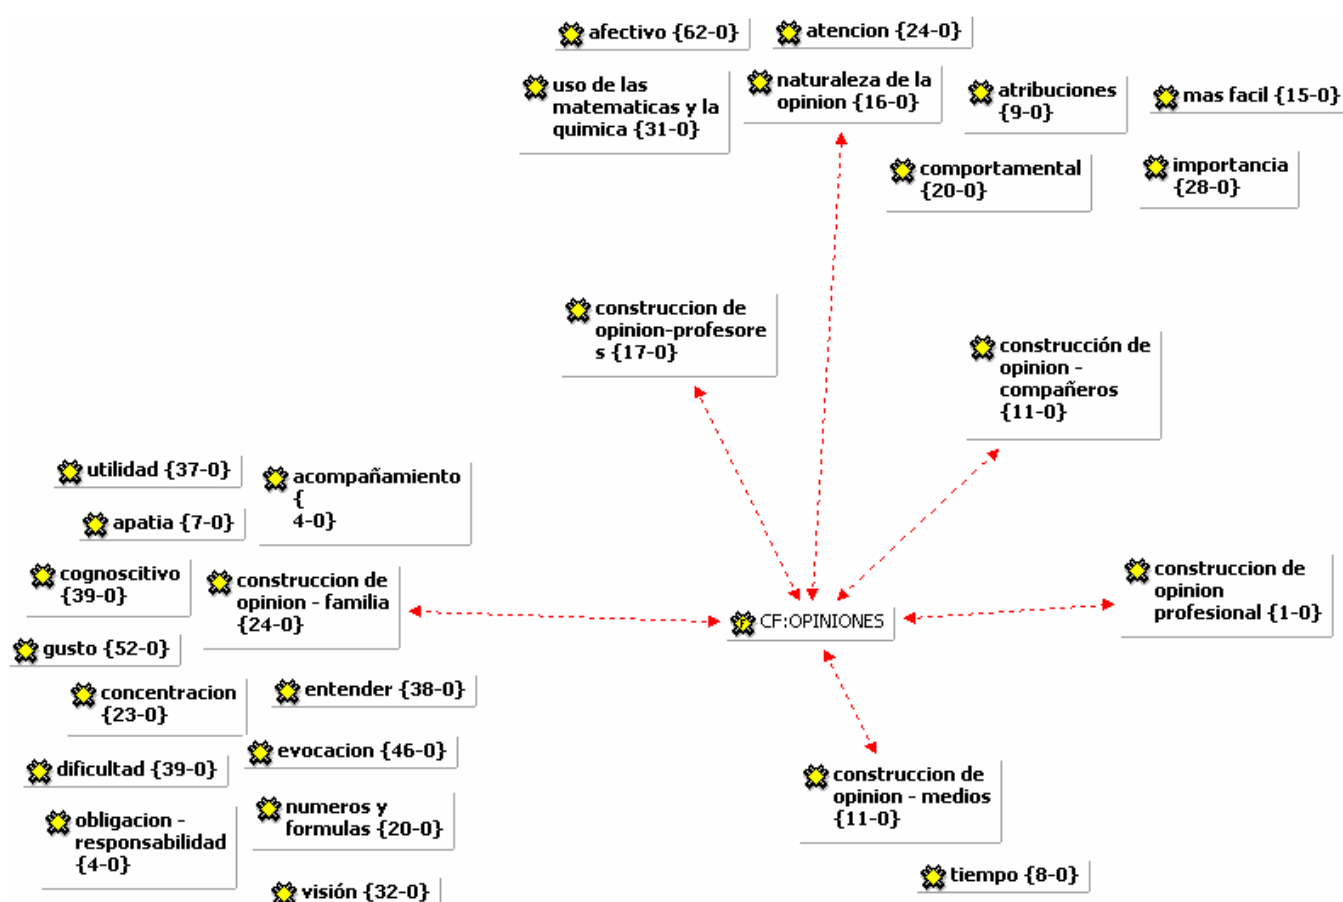 afectivo {62-0}
atencion {24-0}
uso de las
matematicas y la
quimica {31-0}
naturaleza de la
opinion {16-0}
atribuciones
{9-0}
mas facil {15-0}
comportamental
{20-0}
importancia
{28-0}
construccion de
opinion-profesore
s {17-0}
construcción de
opinion -
compañeros
{11-0}
utilidad {37-0}
acompañamiento
{
4-0}
apatia {7-0}
cognoscitivo
{39-0}
construccion de
opinion - familia
{24-0}
CF:OPINIONES
construccion de
opinion
profesional {1-0}
gusto {52-0}
concentracion
{23-0}
entender {38-0}
evocacion {46-0}
dificultad {39-0}
construccion de
opinion - medios
{11-0}
obligacion -
responsabilidad
{4-0}
numeros y
formulas {20-0}
tiempo {8-0}
visión {32-0}